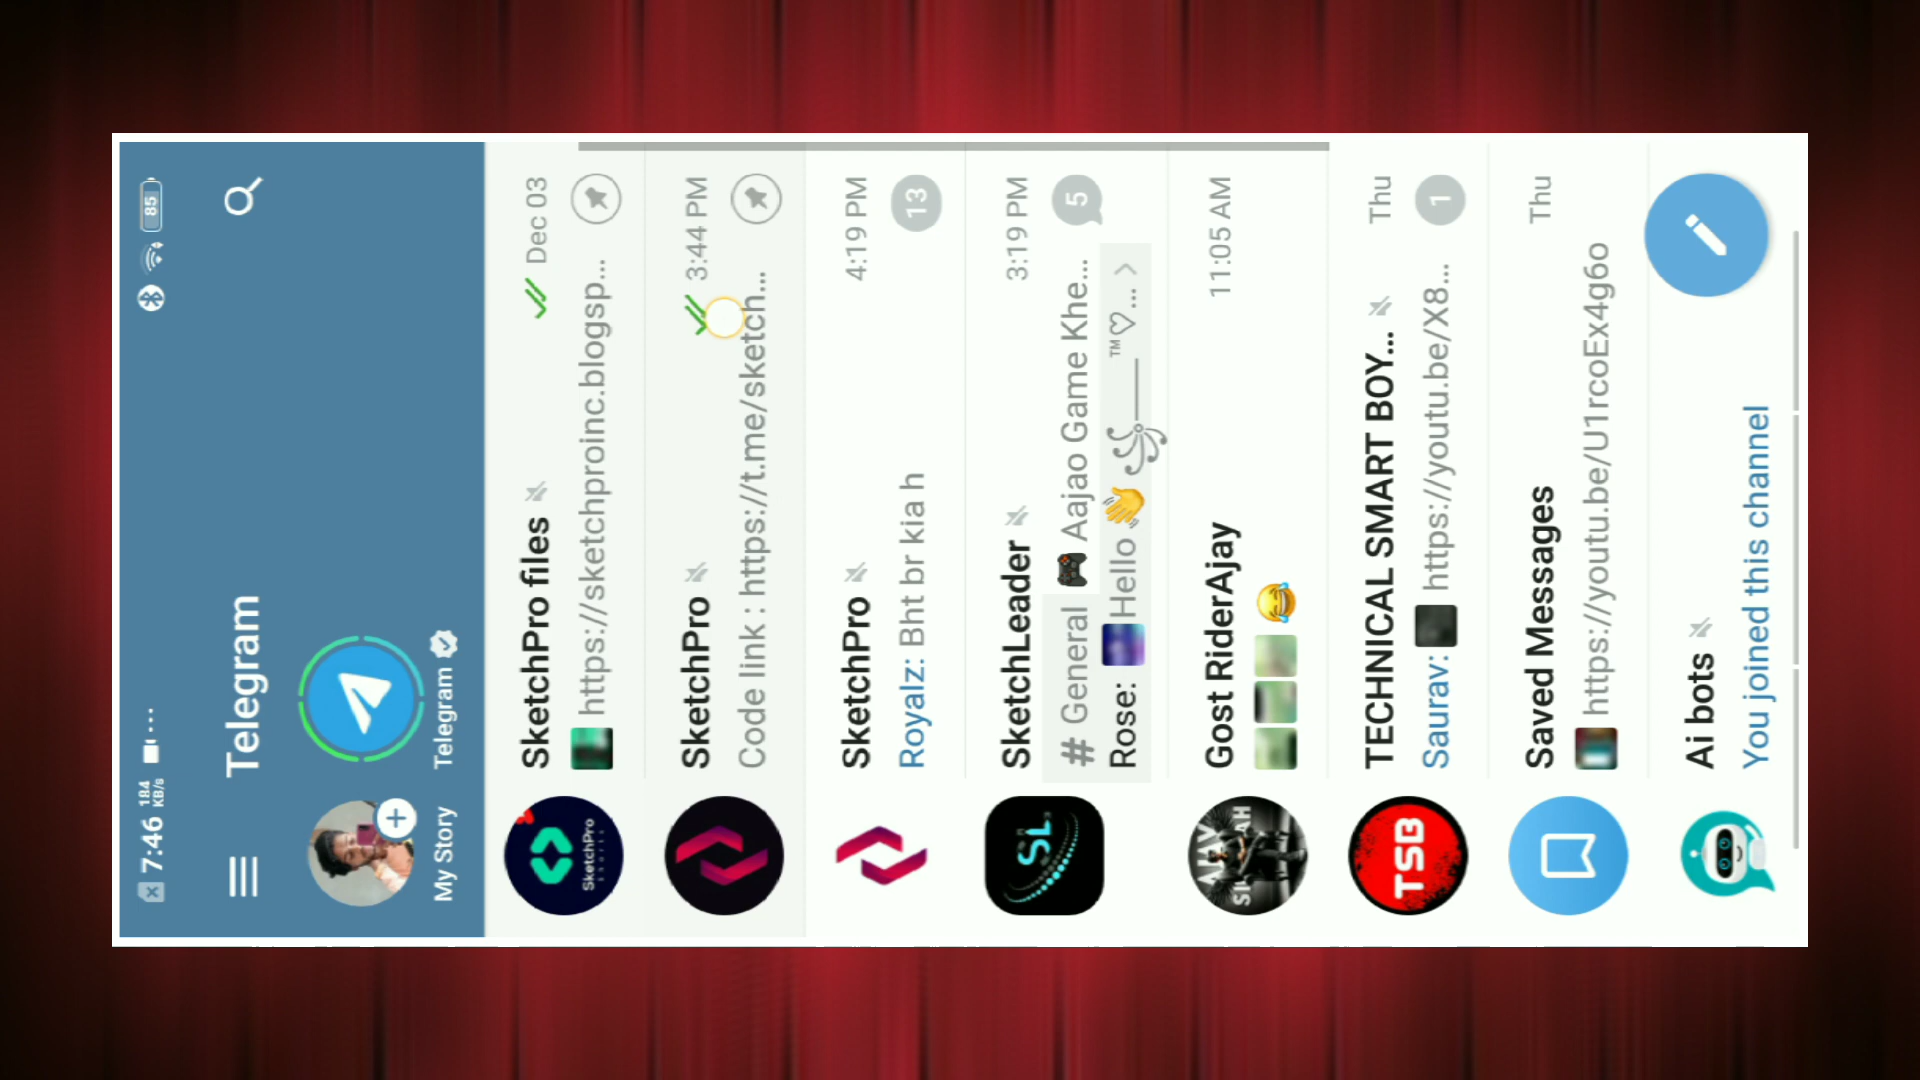 7:46 184 KB/s 85
Telegram
My Story
Telegram
SketchPro files Dec 03
https://sketchproinc.blogsp...
SketchPro 3:44 PM
Code link : https://t.me/sketch...
SketchPro 4:19 PM
Royalz: Bht br kia h 13
SketchLeader 3:19 PM
# General 🎮 Aajao Game Khe... 5
Rose: Hello 👋 ™♡... >
Gost RiderAjay 11:05 AM
😂
TECHNICAL SMART BOY... Thu
Saurav: https://youtu.be/X8... 1
Saved Messages Thu
https://youtu.be/U1rcoEx4g6o
Ai bots
You joined this channel
SketchPro
SL
TSB